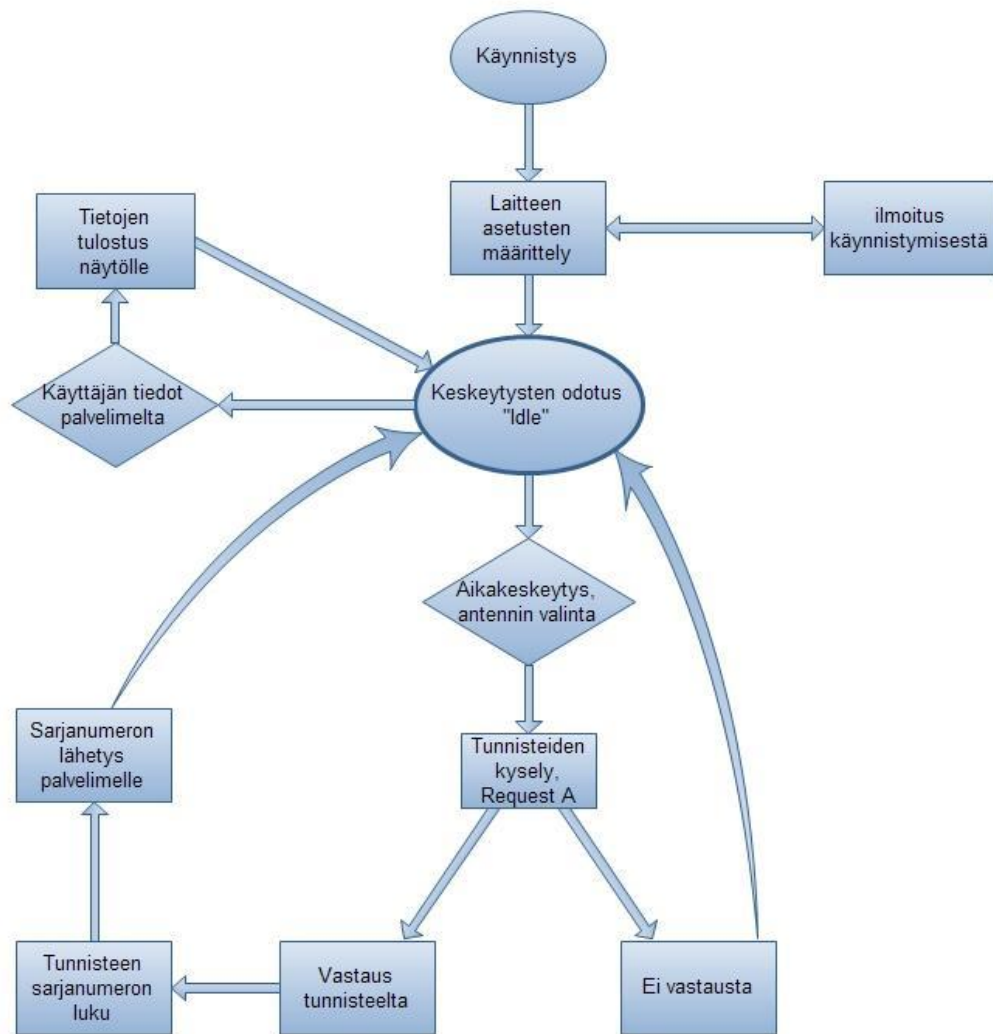 Käynnistys
Laitteen
asetusten
määrittely
ilmoitus
käynnistymisestä
Tietojen
tulostus
näytölle
Käyttäjän tiedot
palvelimelta
Keskeytysten odotus
"Idle"
Aikakeskeytys,
antennin valinta
Tunnisteiden
kysely,
Request A
Sarjanumeron
lähetys
palvelimelle
Tunnisteen
sarjanumeron
luku
Vastaus
tunnisteelta
Ei vastausta